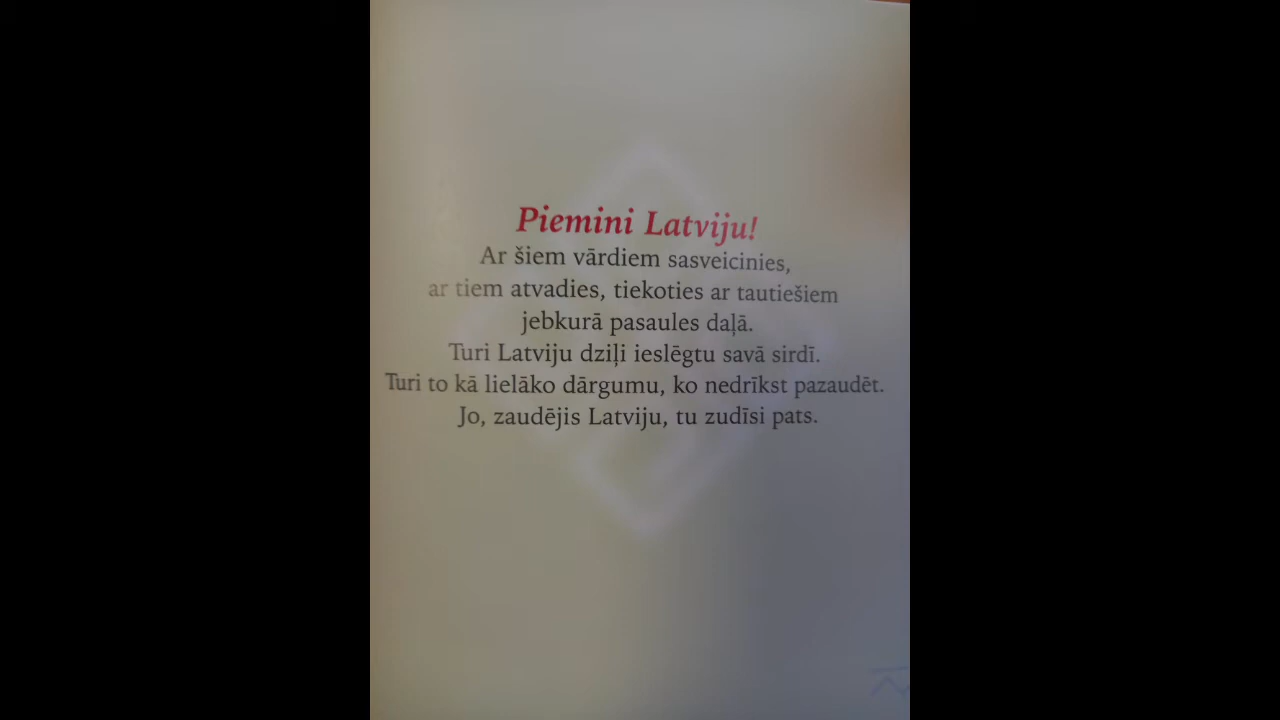 Piemini Latviju!
Ar šiem vārdiem sasveicinies,
ar tiem atvadies, tiekoties ar tautiešiem
jebkurā pasaules daļā.
Turi Latviju dziļi ieslēgtu savā sirdī.
Turi to kā lielāko dārgumu, ko nedrīkst pazaudēt.
Jo, zaudējis Latviju, tu zudīsi pats.